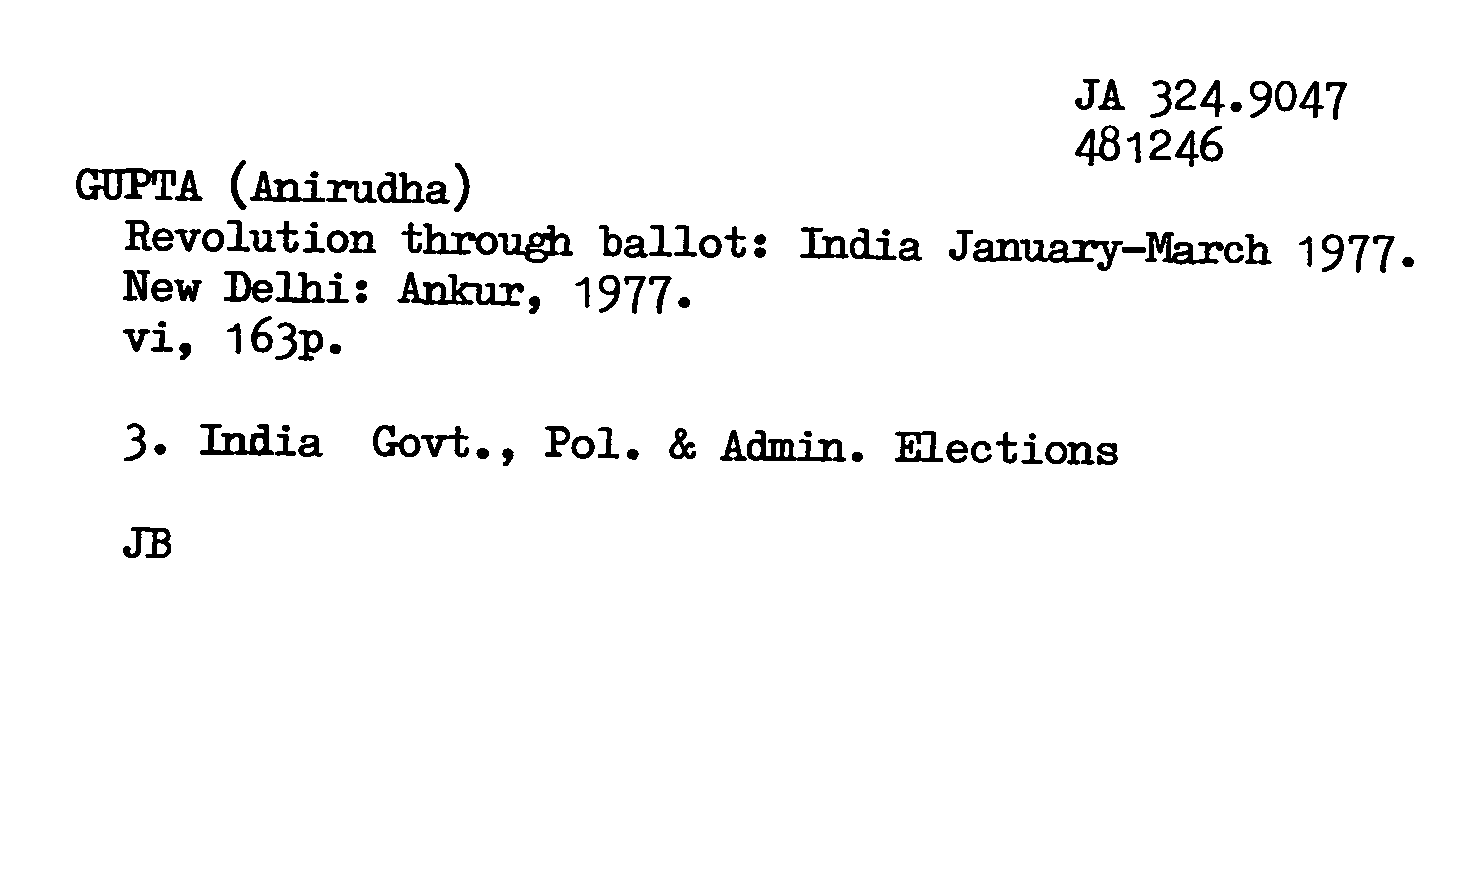 JA 324.9047
481246
GUPTA (Anirudha)
Revolution through ballot: India January-March 1977.
New Delhi: Ankur, 1977.
vi, 163p.
3. India Govt., Pol. & Admin. Elections
JB